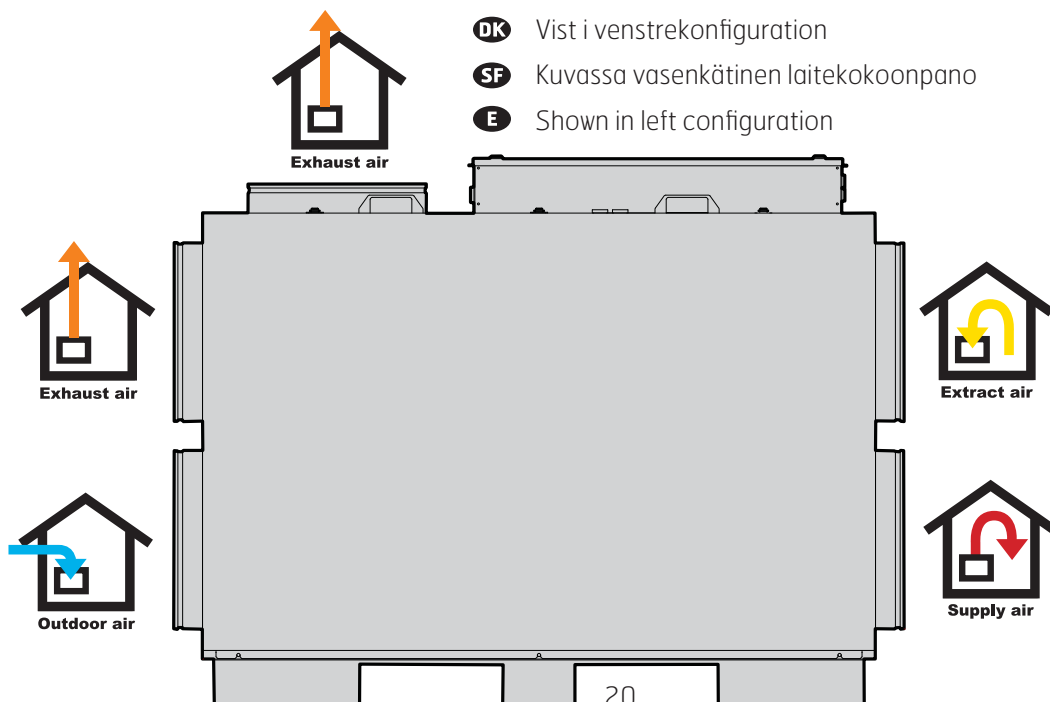 DK Vist i venstrekonfiguration
SF Kuvassa vasenkätinen laitekokoonpano
E Shown in left configuration
Exhaust air
Exhaust air
Extract air
Outdoor air
Supply air
20